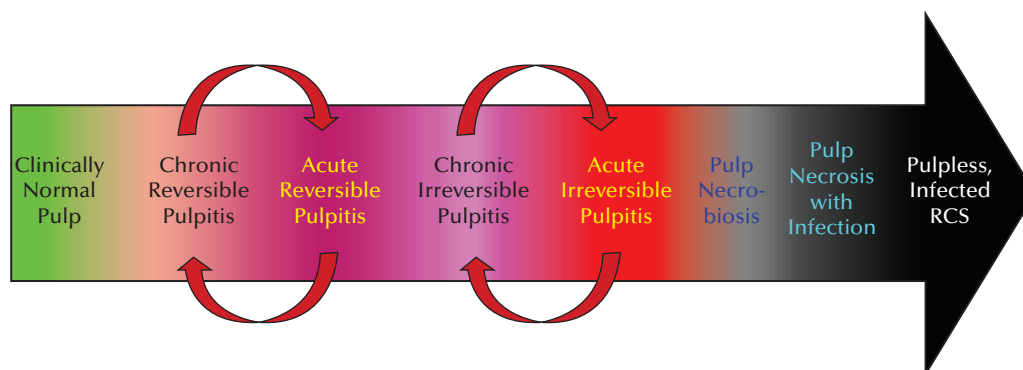 Clinically
Normal
Pulp
Chronic
Reversible
Pulpitis
Acute
Reversible
Pulpitis
Chronic
Irreversible
Pulpitis
Acute
Irreversible
Pulpitis
Pulp
Necro-
biosis
Pulp
Necrosis
with
Infection
Pulpless,
Infected
RCS